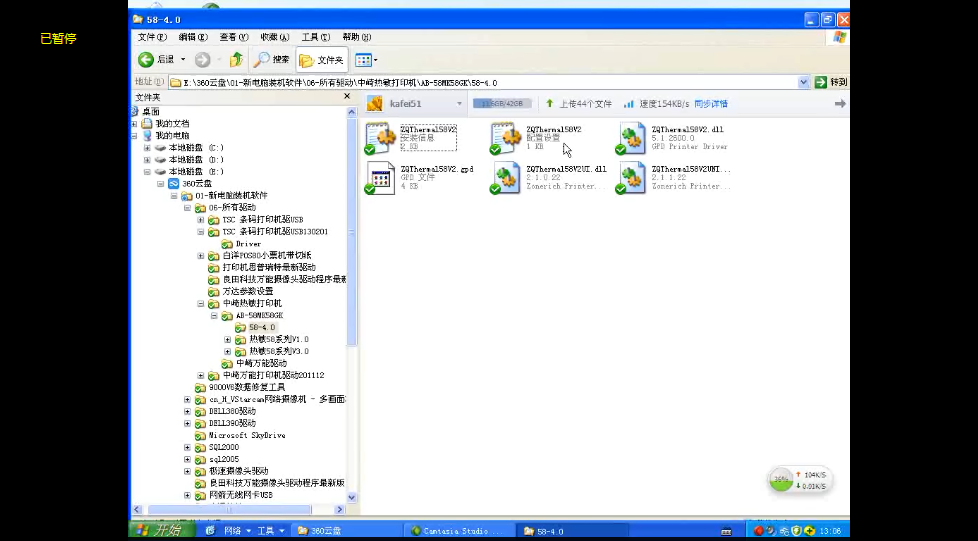 已暂停
58-4.0
文件(F) 编辑(E) 查看(V) 收藏(A) 工具(T) 帮助(H)
后退 搜索 文件夹
地址(D) E:\360云盘\01-新电脑装机软件\06-所有驱动\中崎热敏打印机\AB-58MK58GK\58-4.0 转到
文件夹
kafei51 上传44个文件 速度154KB/s 同步详情
桌面
我的文档
我的电脑
本地磁盘 (C:)
本地磁盘 (D:)
本地磁盘 (E:)
360云盘
01-新电脑装机软件
06-所有驱动
TSC 条码打印机驱USB
TSC 条码打印机驱USB130201
Driver
白洋POS80小票机带切纸
打印机思普瑞特最新驱动
良田科技万能摄像头驱动程序最新
万达参数设置
中崎热敏打印机
AB-58MK58GK
58-4.0
热敏58系列V1.0
热敏58系列V3.0
中崎万能驱动
中崎万能打印机驱动201112
9000V6数据修复工具
cn_H_VStarcam网络摄像机 - 多画面
DELL380驱动
DELL390驱动
Microsoft SkyDrive
SQL2000
sql2005
极速摄像头驱动
良田科技万能摄像头驱动程序最新版
网件无线网卡USB
ZQThermal58V2
安装信息
2 KB
ZQThermal58V2
配置设置
1 KB
ZQThermal58V2.dll
5.1.2600.0
GPD Printer Driver
ZQThermal58V2.gpd
GPD 文件
4 KB
ZQThermal58V2UI.dll
2.1.0.22
Zonerich Printer...
ZQThermal58V2UNI...
2.1.1.22
Zonerich Printer...
36%
104K/S
0.03K/S
开始 网络 工具 360云盘 Camtasia Studio ... 58-4.0 13:06